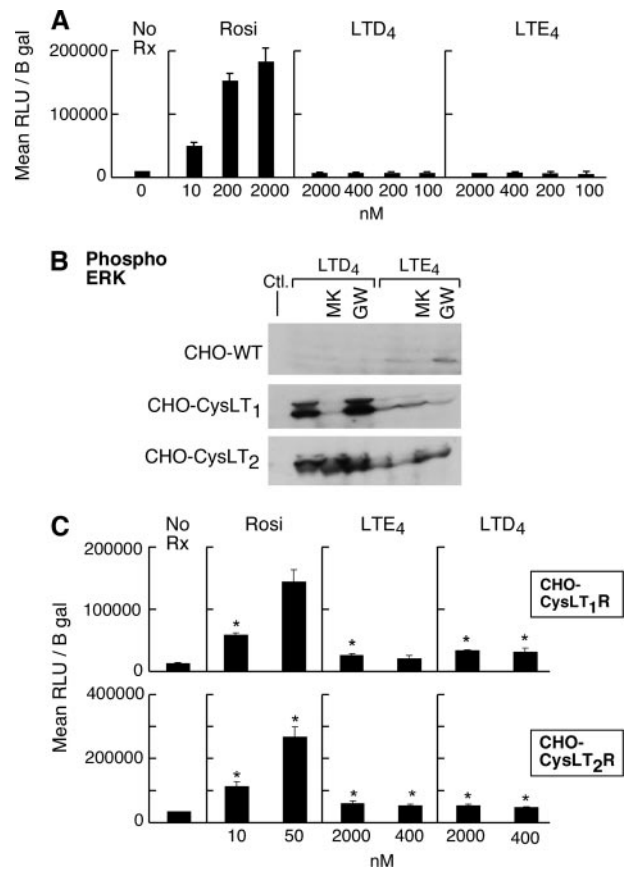 A
No Rx
Rosi
LTD4
LTE4
Mean RLU / B gal
200000
100000
0
0
10 200 2000
2000 400 200 100
2000 400 200 100
nM
B Phospho ERK
Ctl.
LTD4
LTE4
MK
GW
MK
GW
CHO-WT
CHO-CysLT1
CHO-CysLT2
C
No Rx
Rosi
LTE4
LTD4
Mean RLU / B gal
200000
100000
0
* * * *
CHO-CysLT1R
400000
200000
0
* * * * * *
CHO-CysLT2R
10 50
2000 400
2000 400
nM